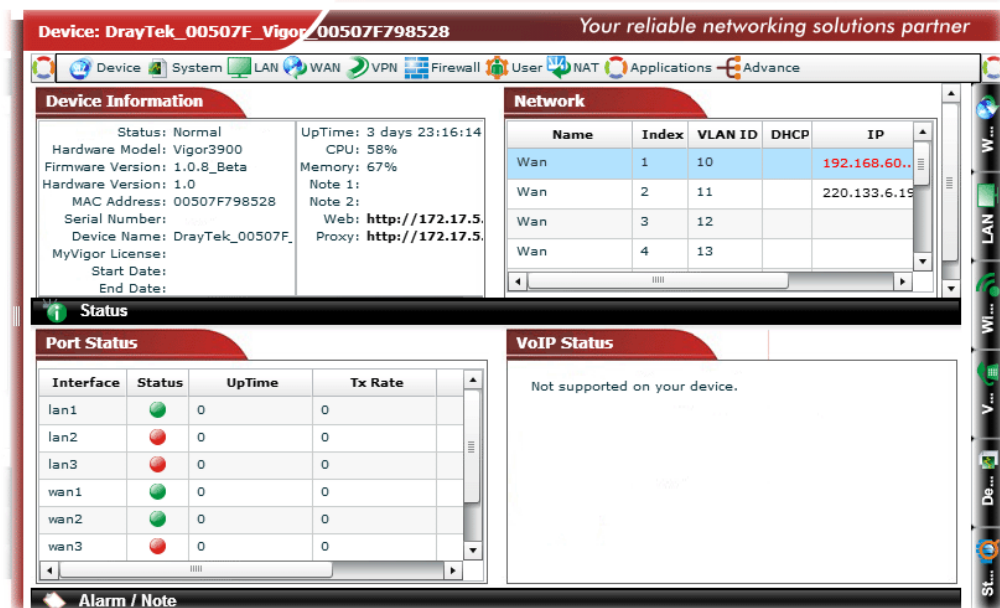 Device: DrayTek_00507F_Vigor_00507F798528
Your reliable networking solutions partner
Device System LAN WAN VPN Firewall User NAT Applications Advance
Device Information
Status: Normal
Hardware Model: Vigor3900
Firmware Version: 1.0.8_Beta
Hardware Version: 1.0
MAC Address: 00507F798528
Serial Number:
Device Name: DrayTek_00507F_
MyVigor License:
Start Date:
End Date:
UpTime: 3 days 23:16:14
CPU: 58%
Memory: 67%
Note 1:
Note 2:
Web: http://172.17.5.
Proxy: http://172.17.5.
Network
Name Index VLAN ID DHCP IP
Wan 1 10 192.168.60..
Wan 2 11 220.133.6.19
Wan 3 12
Wan 4 13
Status
Port Status
Interface Status UpTime Tx Rate
lan1 0 0
lan2 0 0
lan3 0 0
wan1 0 0
wan2 0 0
wan3 0 0
VoIP Status
Not supported on your device.
Alarm / Note
W...
LAN
Wi...
V...
De...
St...